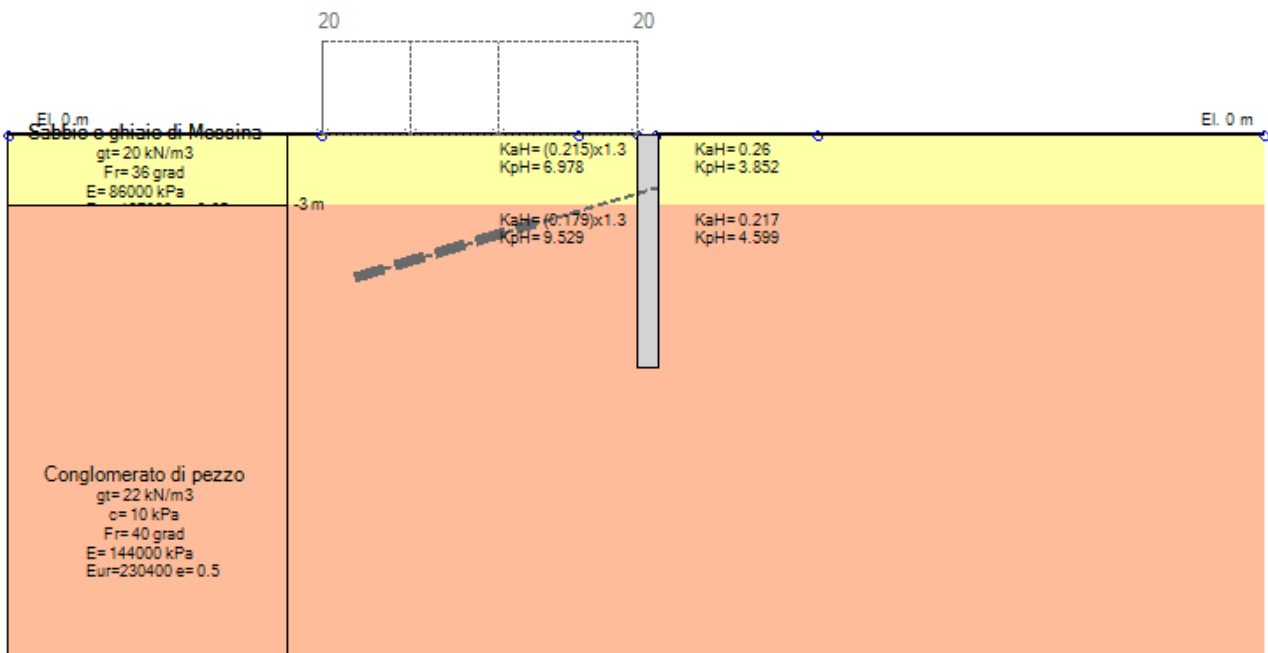 20 20
El. 0 m
El. 0 m
Sabbie e ghiaie di Messina
gt= 20 kN/m3
Fr= 36 grad
E= 86000 kPa
-3 m
KaH= (0.215)x1.3
KpH= 6.978
KaH= 0.26
KpH= 3.852
KaH= (0.179)x1.3
KpH= 9.529
KaH= 0.217
KpH= 4.599
Conglomerato di pezzo
gt= 22 kN/m3
c= 10 kPa
Fr= 40 grad
E= 144000 kPa
Eur=230400 e= 0.5